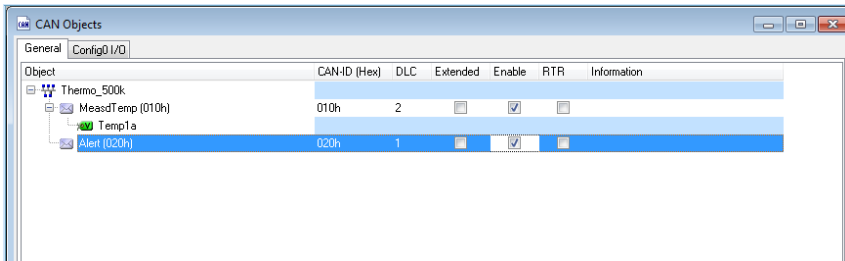 CAN CAN Objects
General Config0 I/O
Object CAN-ID (Hex) DLC Extended Enable RTR Information
Thermo_500k
MeasdTemp (010h) 010h 2
Temp1a
Alert (020h) 020h 1